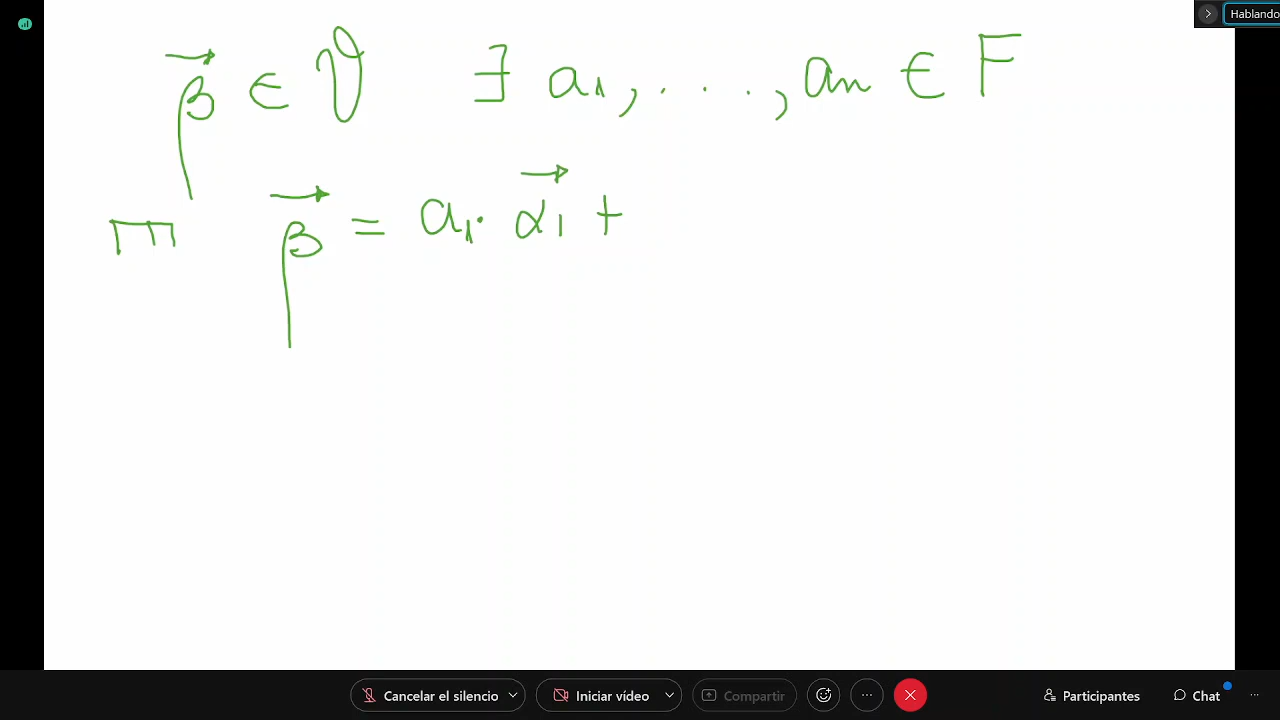 Hablando
β⃗ ∈ V ∃ a₁, . . . , aₙ ∈ F
m β⃗ = a₁· α⃗₁ +
Cancelar el silencio Iniciar vídeo Compartir Participantes Chat